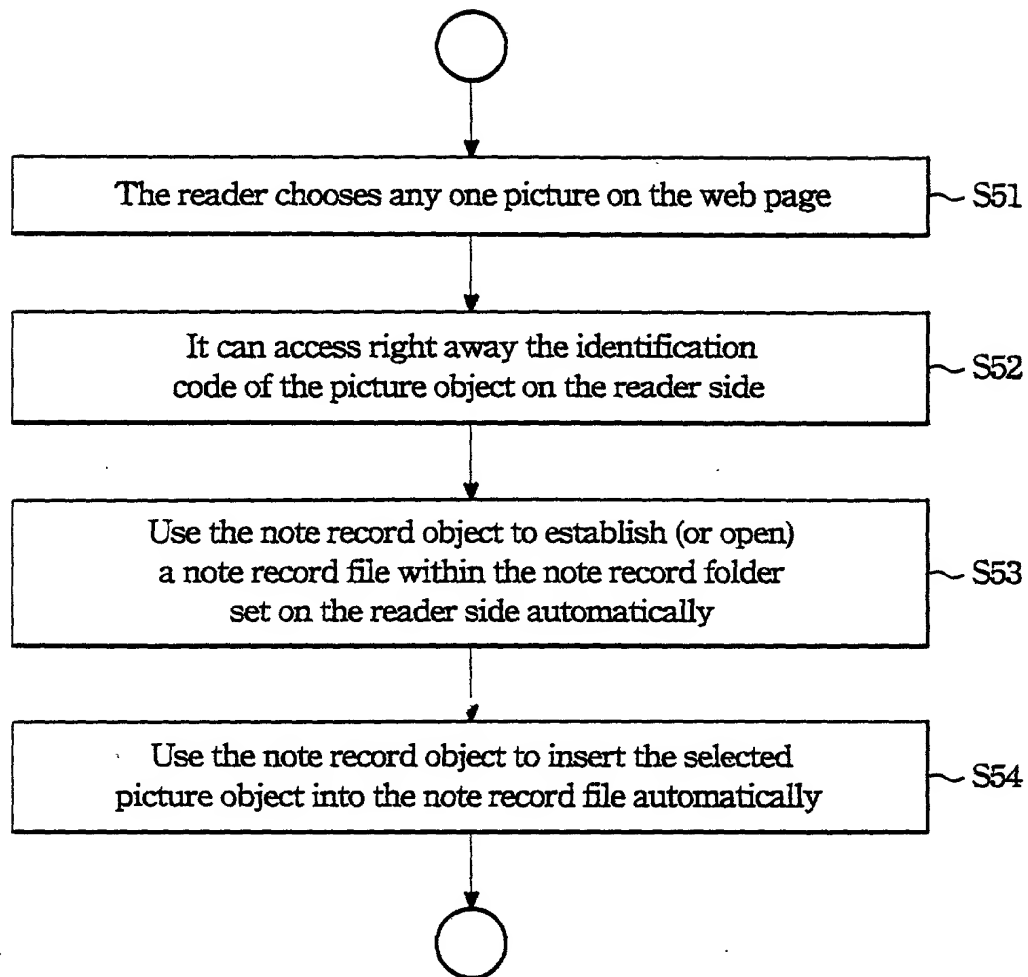 The reader chooses any one picture on the web page
S51
It can access right away the identification
code of the picture object on the reader side
S52
Use the note record object to establish (or open)
a note record file within the note record folder
set on the reader side automatically
S53
Use the note record object to insert the selected
picture object into the note record file automatically
S54